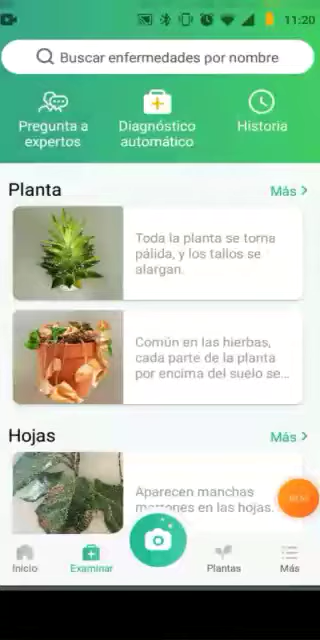 11:20
Buscar enfermedades por nombre
Pregunta a
expertos
Diagnóstico
automático
Historia
Planta
Más >
Toda la planta se torna
pálida, y los tallos se
alargan.
Común en las hierbas,
cada parte de la planta
por encima del suelo se...
Hojas
Más >
Aparecen manchas
marrones en las hojas.
Inicio
Examinar
Plantas
Más